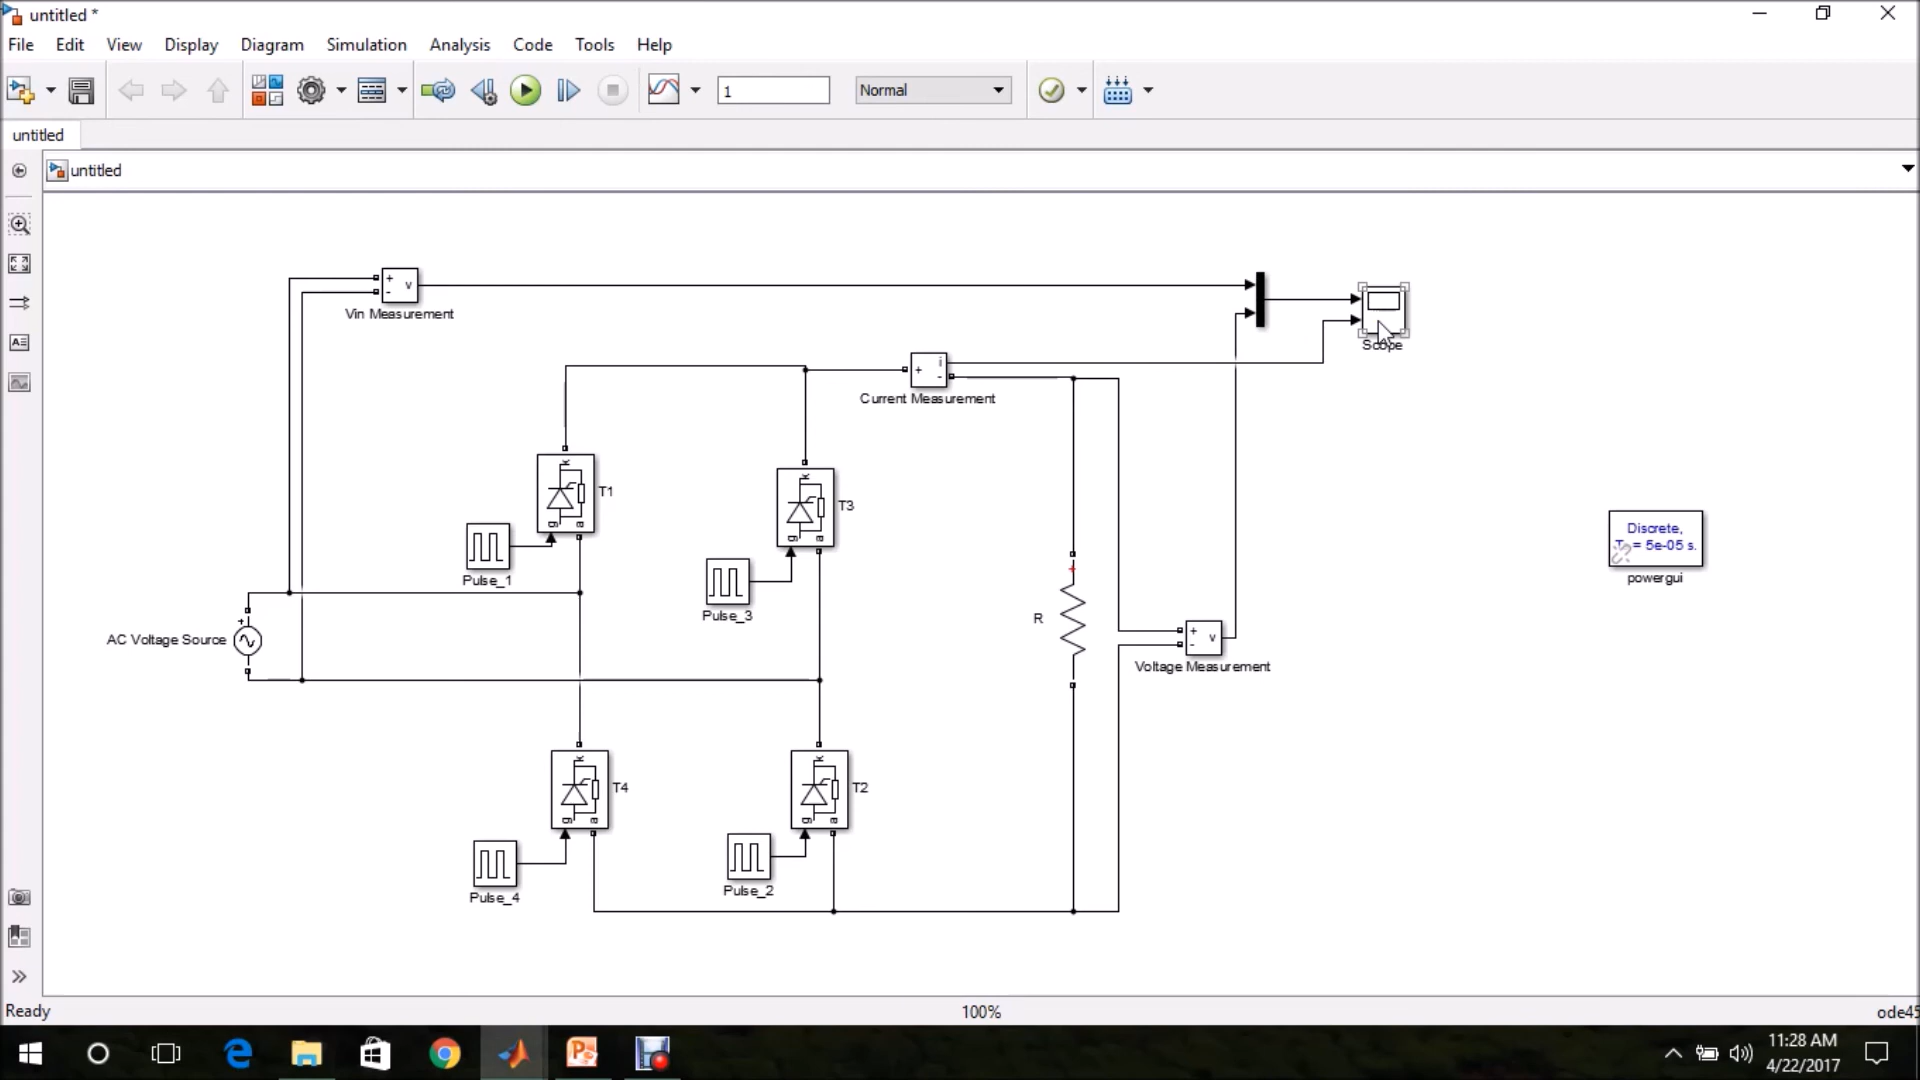 untitled *
File Edit View Display Diagram Simulation Analysis Code Tools Help
1 Normal
untitled
untitled
+ - v
Vin Measurement
+ i -
Current Measurement
Scope
k g a T1
k g a T3
Pulse_1
Pulse_3
AC Voltage Source
+
R
+ - v
Voltage Measurement
Discrete,
= 5e-05 s.
powergui
k g a T4
k g a T2
Pulse_4
Pulse_2
Ready 100% ode45
11:28 AM
4/22/2017